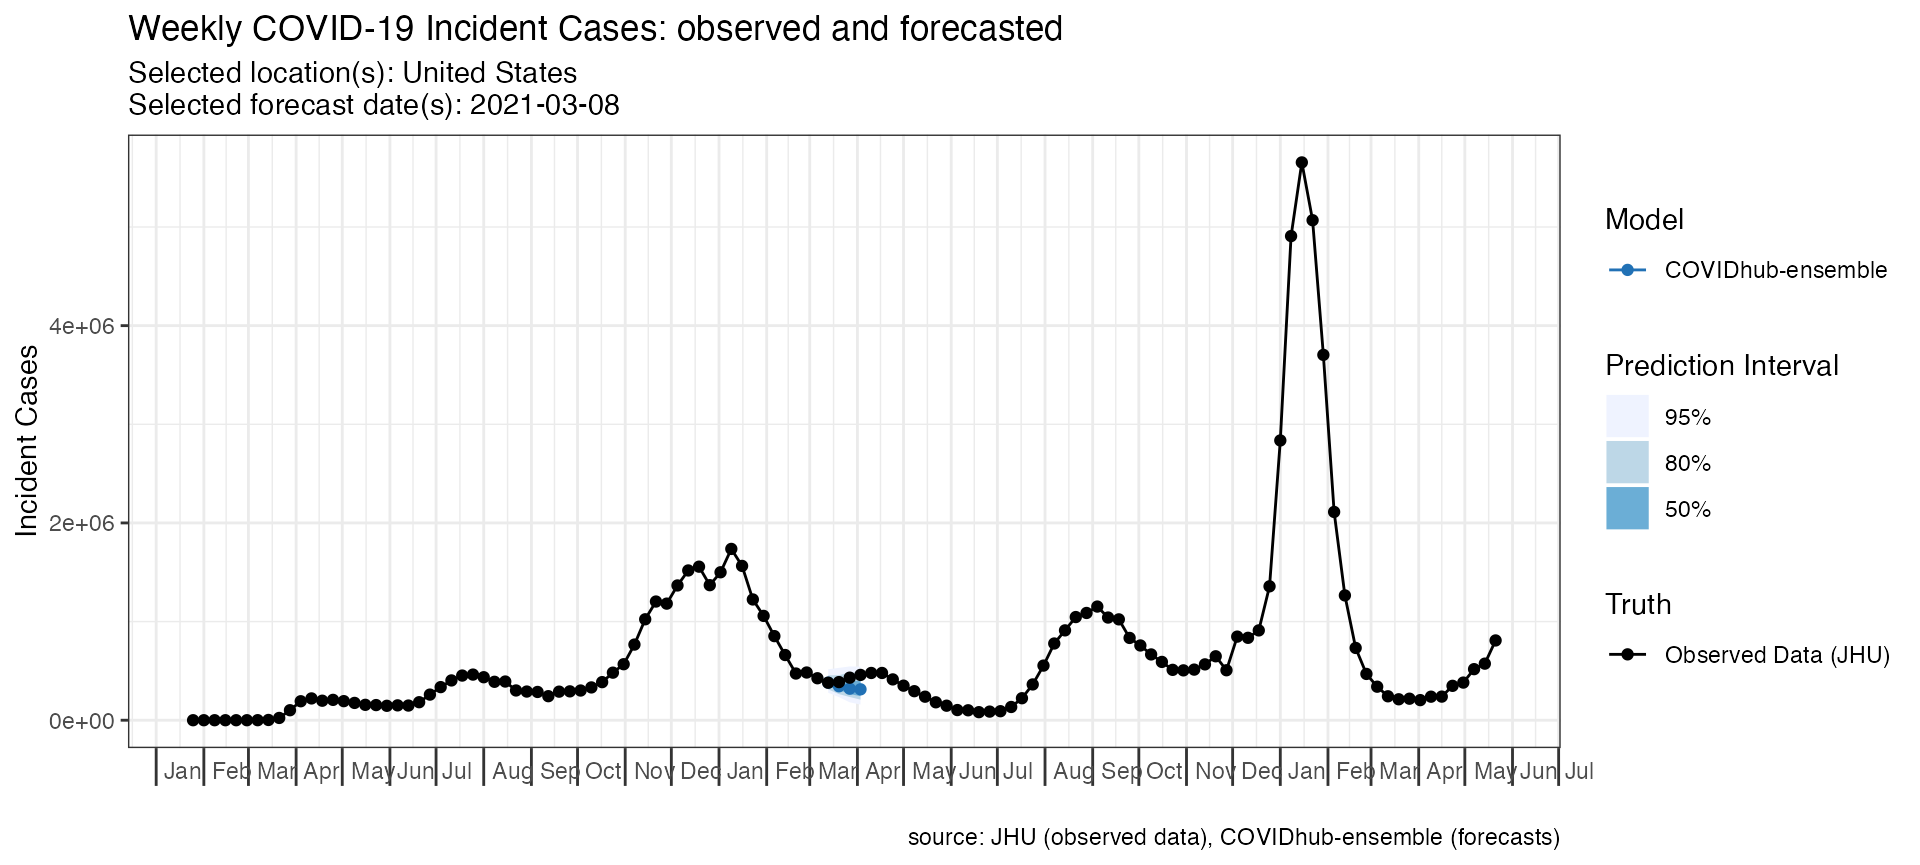 Weekly COVID-19 Incident Cases: observed and forecasted
Selected location(s): United States
Selected forecast date(s): 2021-03-08
Incident Cases
4e+06
2e+06
0e+00
Jan Feb Mar Apr May Jun Jul Aug Sep Oct Nov Dec Jan Feb Mar Apr May Jun Jul Aug Sep Oct Nov Dec Jan Feb Mar Apr May Jun Jul
Model
COVIDhub-ensemble
Prediction Interval
95%
80%
50%
Truth
Observed Data (JHU)
source: JHU (observed data), COVIDhub-ensemble (forecasts)